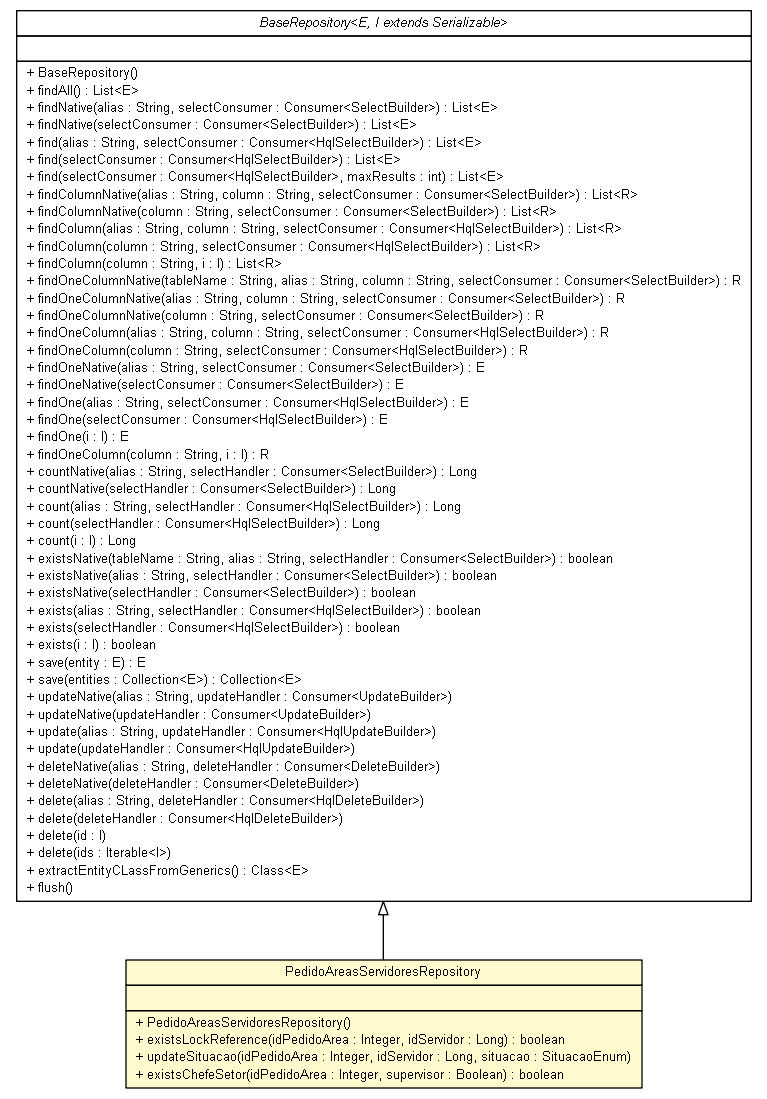 BaseRepository<E, I extends Serializable>
+ BaseRepository()
+ findAll() : List<E>
+ findNative(alias : String, selectConsumer : Consumer<SelectBuilder>) : List<E>
+ findNative(selectConsumer : Consumer<SelectBuilder>) : List<E>
+ find(alias : String, selectConsumer : Consumer<HqlSelectBuilder>) : List<E>
+ find(selectConsumer : Consumer<HqlSelectBuilder>) : List<E>
+ find(selectConsumer : Consumer<HqlSelectBuilder>, maxResults : int) : List<E>
+ findColumnNative(alias : String, column : String, selectConsumer : Consumer<SelectBuilder>) : List<R>
+ findColumnNative(column : String, selectConsumer : Consumer<SelectBuilder>) : List<R>
+ findColumn(alias : String, column : String, selectConsumer : Consumer<HqlSelectBuilder>) : List<R>
+ findColumn(column : String, selectConsumer : Consumer<HqlSelectBuilder>) : List<R>
+ findColumn(column : String, i : I) : List<R>
+ findOneColumnNative(tableName : String, alias : String, column : String, selectConsumer : Consumer<SelectBuilder>) : R
+ findOneColumnNative(alias : String, column : String, selectConsumer : Consumer<SelectBuilder>) : R
+ findOneColumnNative(column : String, selectConsumer : Consumer<SelectBuilder>) : R
+ findOneColumn(alias : String, column : String, selectConsumer : Consumer<HqlSelectBuilder>) : R
+ findOneColumn(column : String, selectConsumer : Consumer<HqlSelectBuilder>) : R
+ findOneNative(alias : String, selectConsumer : Consumer<SelectBuilder>) : E
+ findOneNative(selectConsumer : Consumer<SelectBuilder>) : E
+ findOne(alias : String, selectConsumer : Consumer<HqlSelectBuilder>) : E
+ findOne(selectConsumer : Consumer<HqlSelectBuilder>) : E
+ findOne(i : I) : E
+ findOneColumn(column : String, i : I) : R
+ countNative(alias : String, selectHandler : Consumer<SelectBuilder>) : Long
+ countNative(selectHandler : Consumer<SelectBuilder>) : Long
+ count(alias : String, selectHandler : Consumer<HqlSelectBuilder>) : Long
+ count(selectHandler : Consumer<HqlSelectBuilder>) : Long
+ count(i : I) : Long
+ existsNative(tableName : String, alias : String, selectHandler : Consumer<SelectBuilder>) : boolean
+ existsNative(alias : String, selectHandler : Consumer<SelectBuilder>) : boolean
+ existsNative(selectHandler : Consumer<SelectBuilder>) : boolean
+ exists(alias : String, selectHandler : Consumer<HqlSelectBuilder>) : boolean
+ exists(selectHandler : Consumer<HqlSelectBuilder>) : boolean
+ exists(i : I) : boolean
+ save(entity : E) : E
+ save(entities : Collection<E>) : Collection<E>
+ updateNative(alias : String, updateHandler : Consumer<UpdateBuilder>)
+ updateNative(updateHandler : Consumer<UpdateBuilder>)
+ update(alias : String, updateHandler : Consumer<HqlUpdateBuilder>)
+ update(updateHandler : Consumer<HqlUpdateBuilder>)
+ deleteNative(alias : String, deleteHandler : Consumer<DeleteBuilder>)
+ deleteNative(deleteHandler : Consumer<DeleteBuilder>)
+ delete(alias : String, deleteHandler : Consumer<HqlDeleteBuilder>)
+ delete(deleteHandler : Consumer<HqlDeleteBuilder>)
+ delete(id : I)
+ delete(ids : Iterable<I>)
+ extractEntityCLassFromGenerics() : Class<E>
+ flush()
PedidoAreasServidoresRepository
+ PedidoAreasServidoresRepository()
+ existsLockReference(idPedidoArea : Integer, idServidor : Long) : boolean
+ updateSituacao(idPedidoArea : Integer, idServidor : Long, situacao : SituacaoEnum)
+ existsChefeSetor(idPedidoArea : Integer, supervisor : Boolean) : boolean